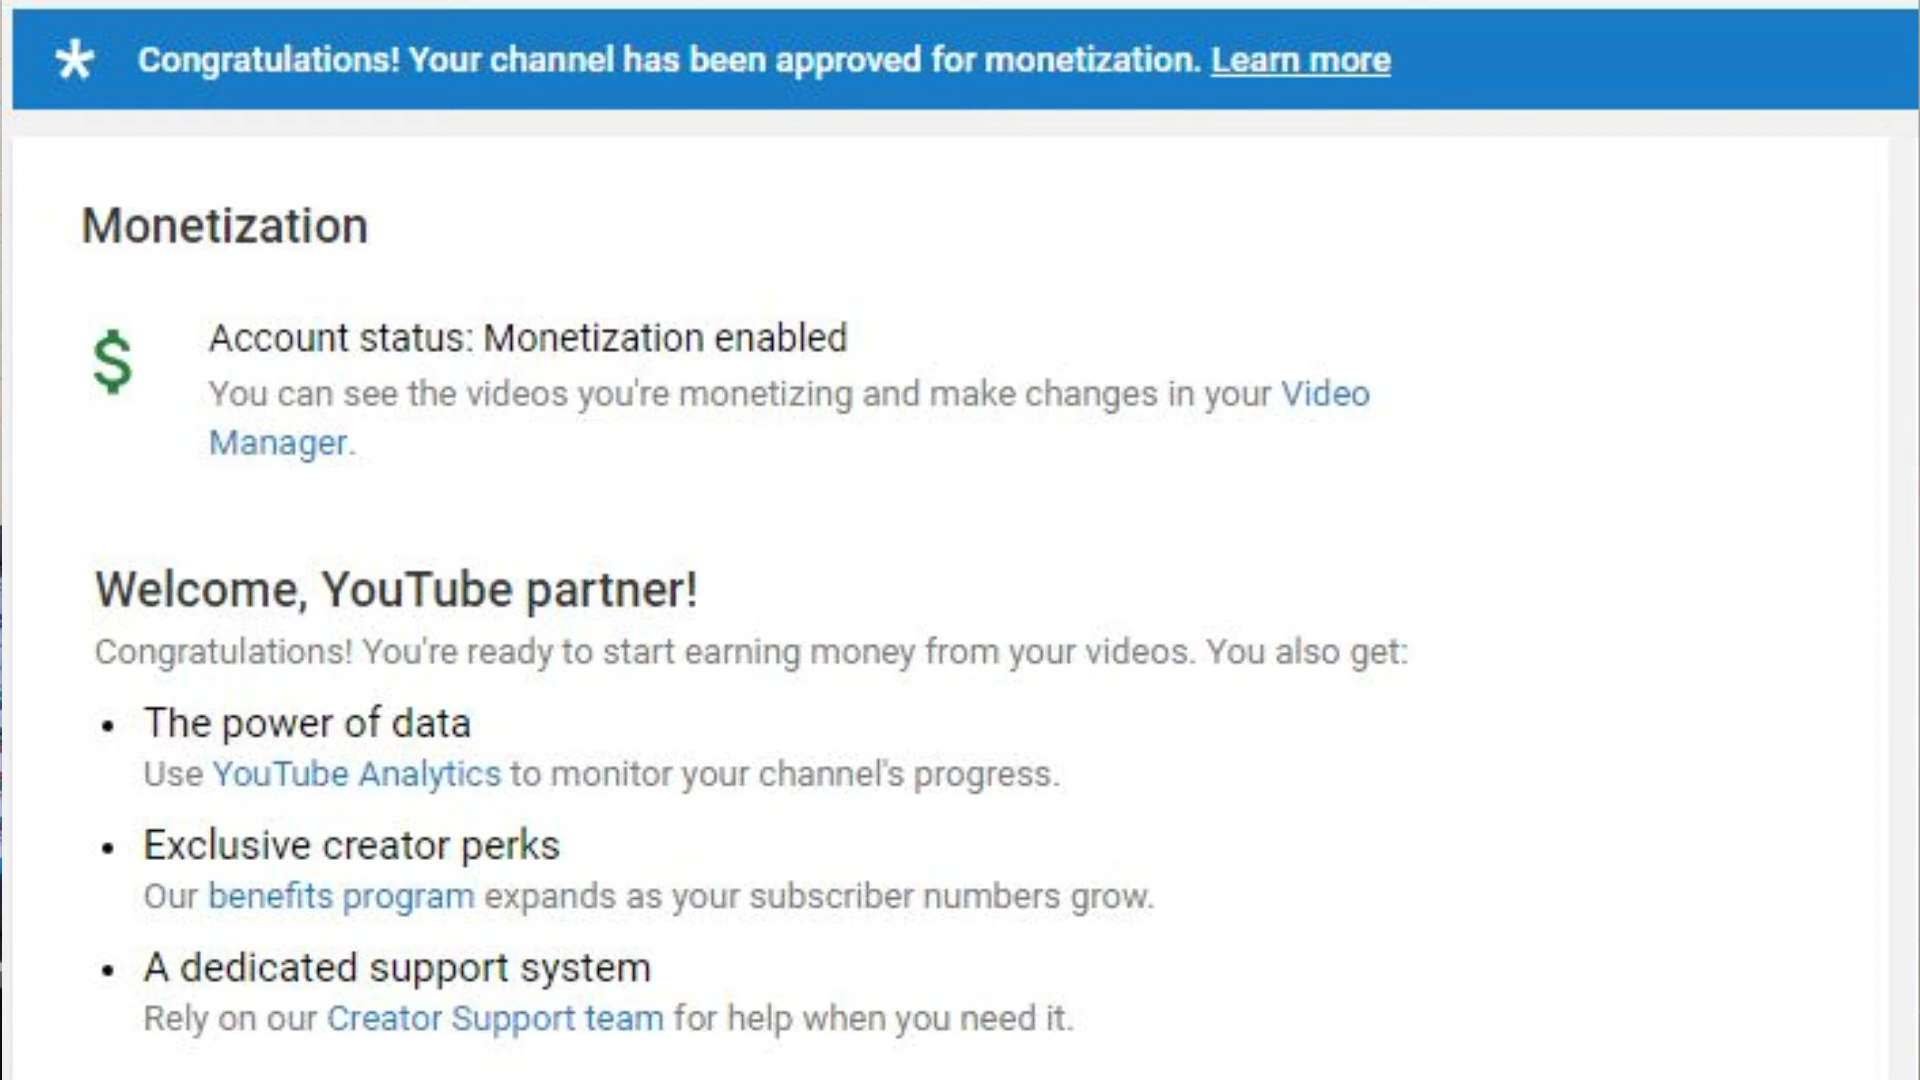 Congratulations! Your channel has been approved for monetization. Learn more
Monetization
Account status: Monetization enabled
You can see the videos you're monetizing and make changes in your Video
Manager.
Welcome, YouTube partner!
Congratulations! You're ready to start earning money from your videos. You also get:
• The power of data
Use YouTube Analytics to monitor your channel's progress.
• Exclusive creator perks
Our benefits program expands as your subscriber numbers grow.
• A dedicated support system
Rely on our Creator Support team for help when you need it.